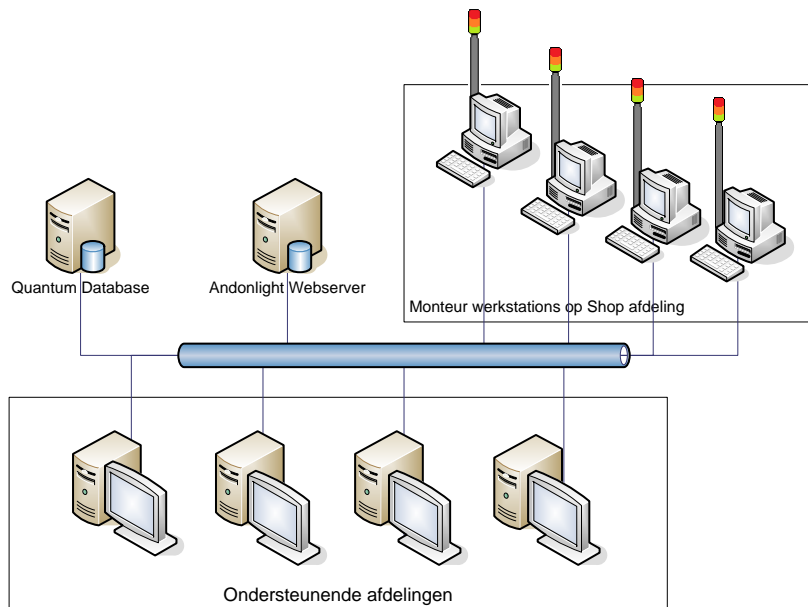 Quantum Database
Andonlight Webserver
Monteur werkstations op Shop afdeling
Ondersteunende afdelingen